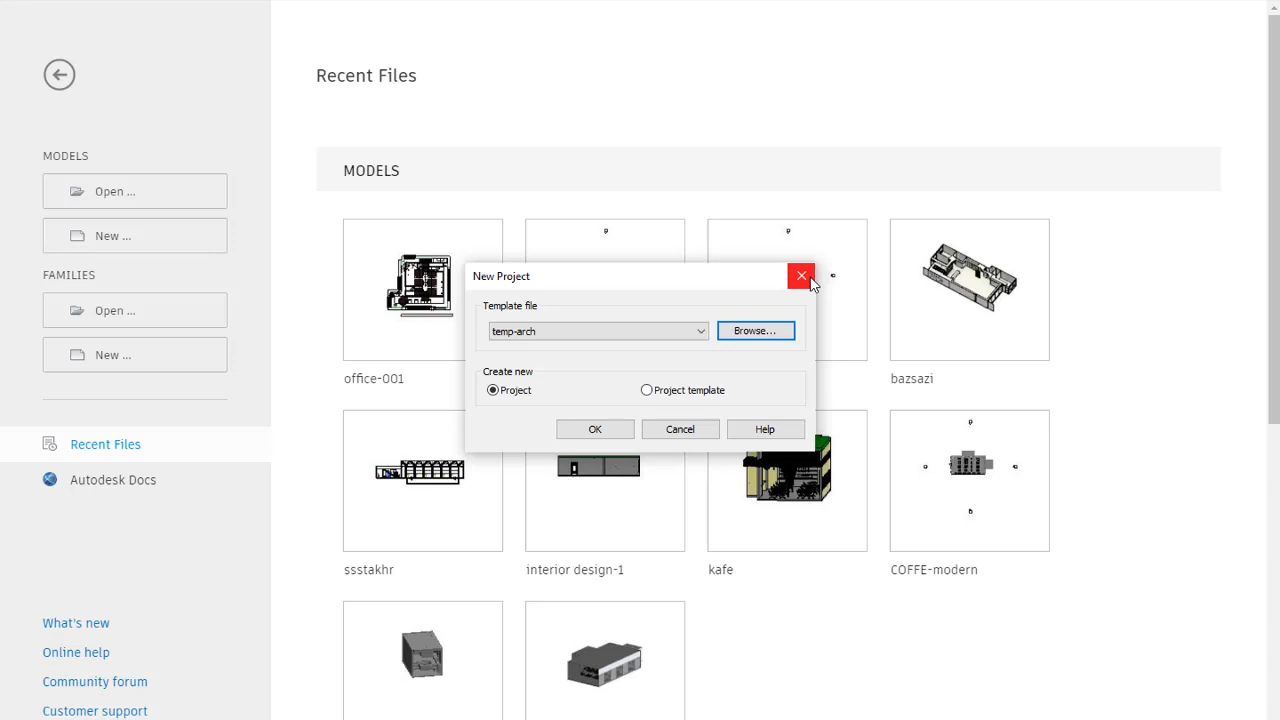 Recent Files
MODELS
Open ...
New ...
FAMILIES
Open ...
New ...
Recent Files
Autodesk Docs
What's new
Online help
Community forum
Customer support
MODELS
office-001
bazsazi
ssstakhr
interior design-1
kafe
COFFE-modern
New Project
Template file
temp-arch
Browse...
Create new
Project
Project template
OK
Cancel
Help